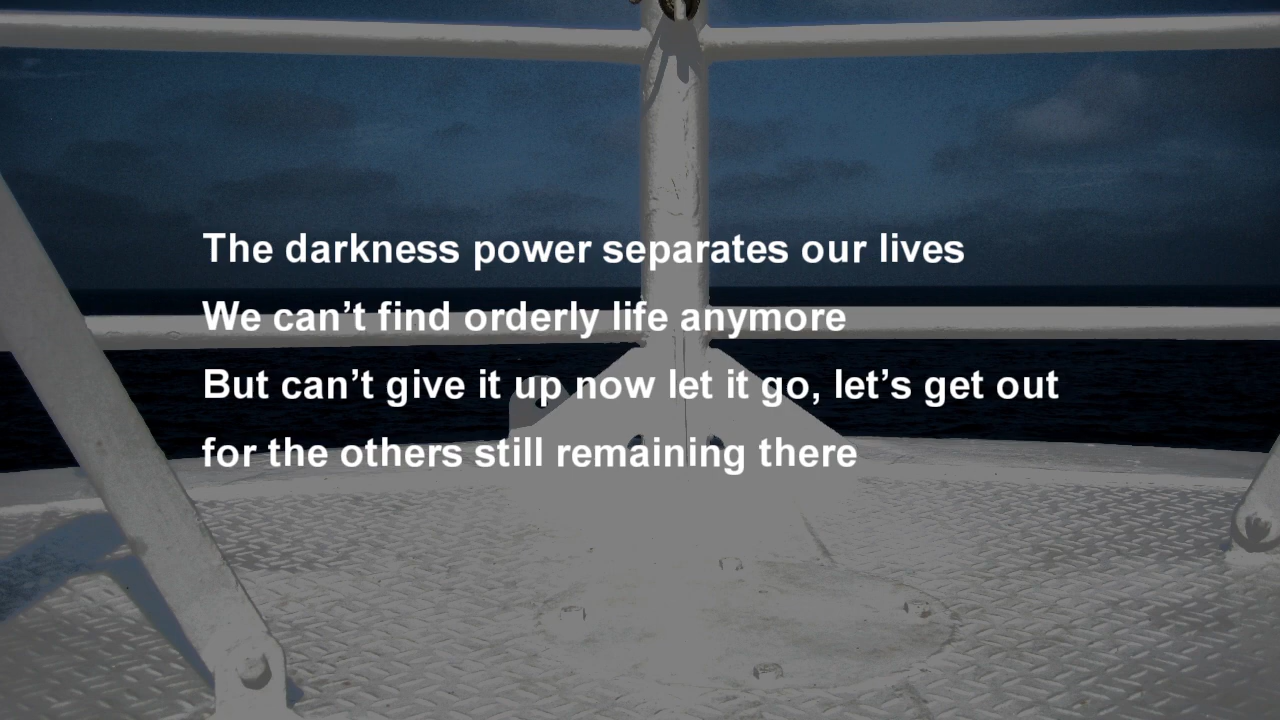 The darkness power separates our lives
We can’t find orderly life anymore
But can’t give it up now let it go, let’s get out
for the others still remaining there